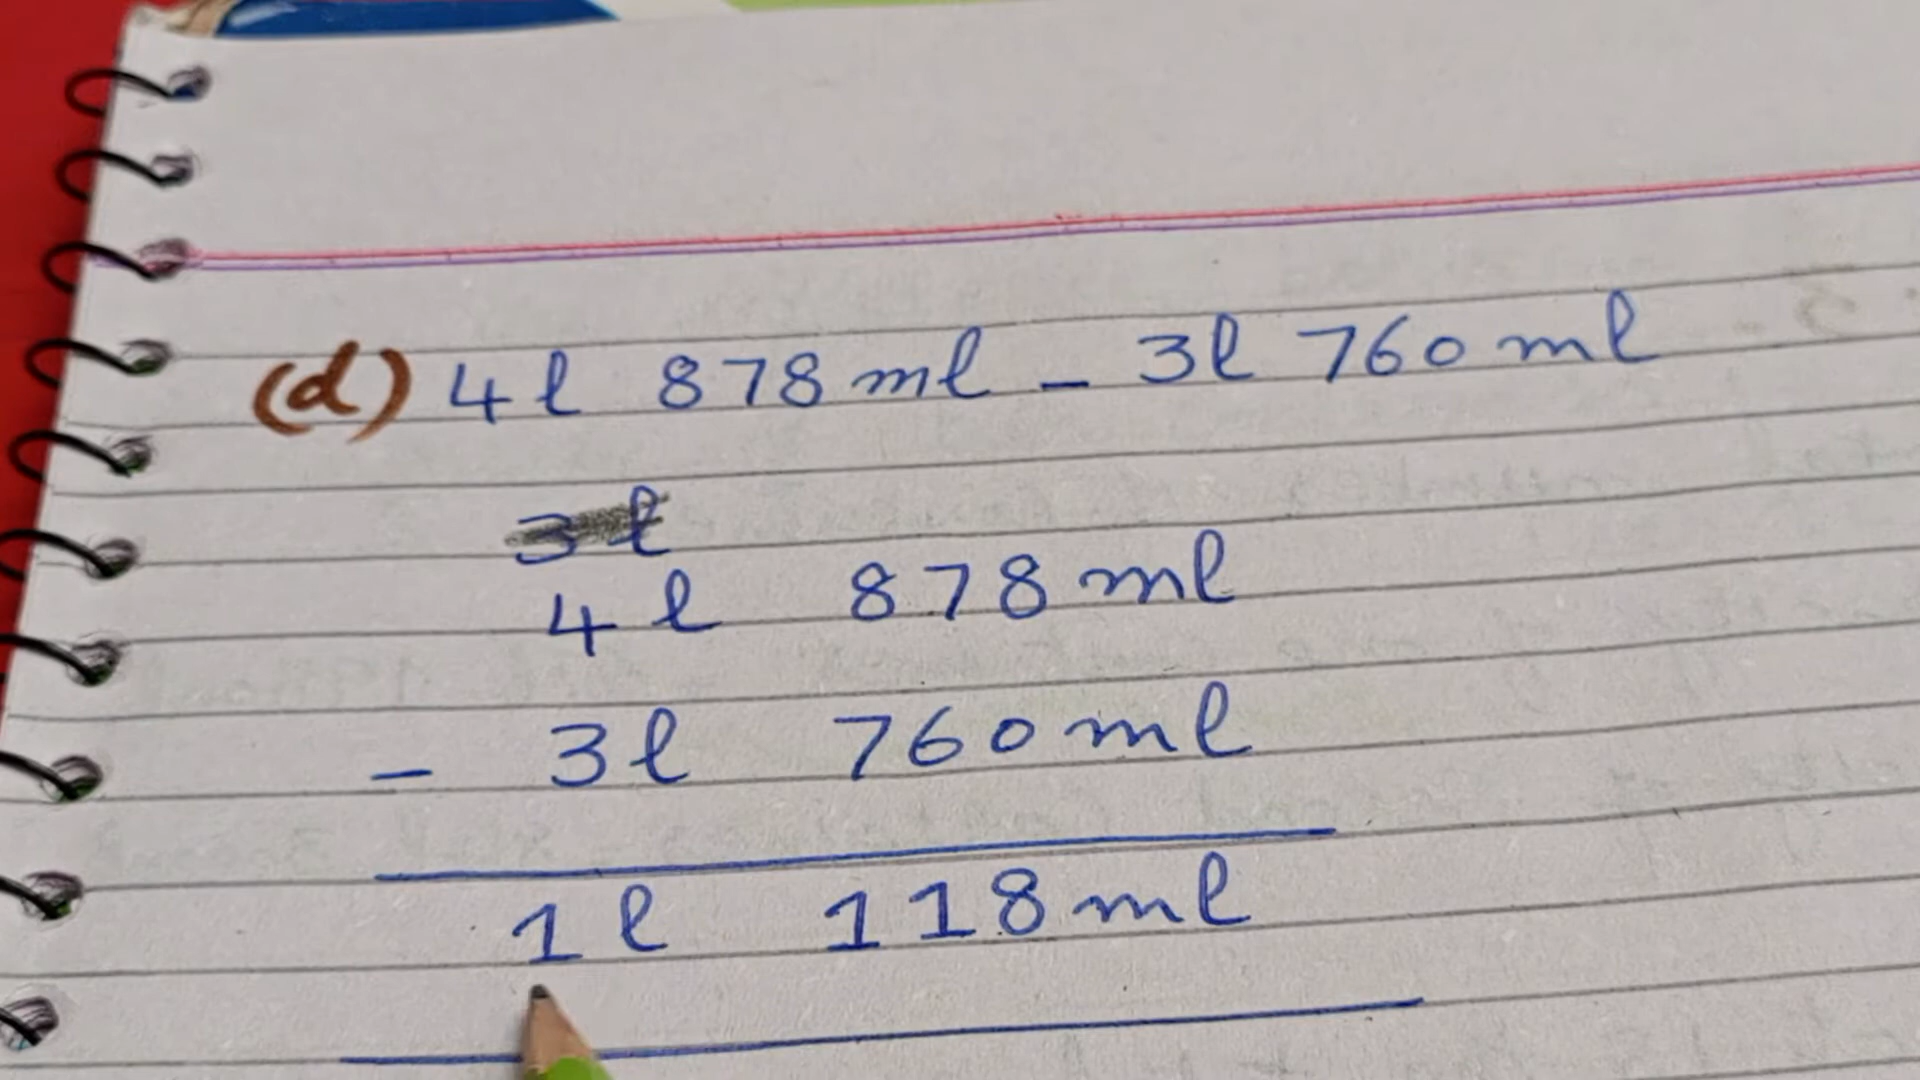 (d) 4l 878 ml - 3l 760 ml
3l
4l 878 ml
- 3l 760 ml
1l 118 ml